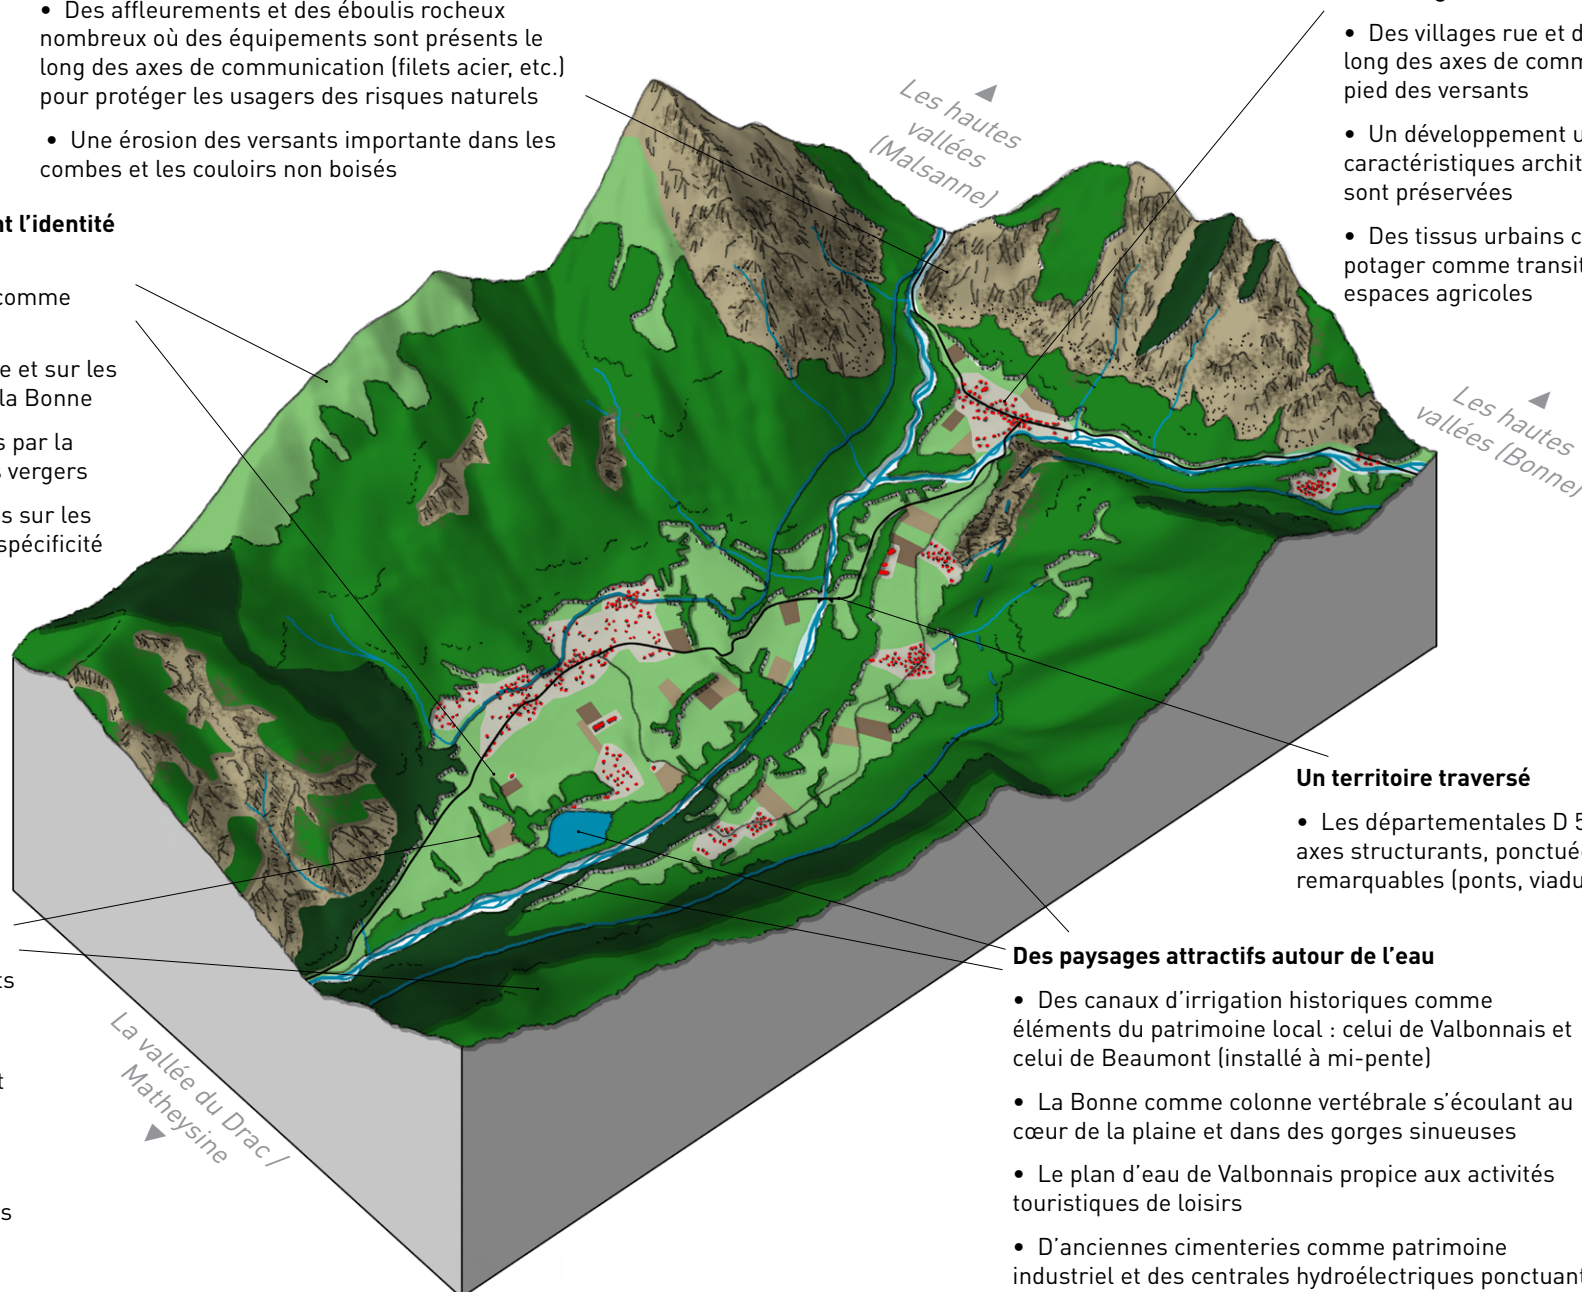 • Des affleurements et des éboulis rocheux
nombreux où des équipements sont présents le
long des axes de communication (filets acier, etc.)
pour protéger les usagers des risques naturels
• Une érosion des versants importante dans les
combes et les couloirs non boisés
nt l’identité
comme
e et sur les
la Bonne
s par la
s vergers
s sur les
spécificité
Les hautes
vallées
(Malsanne)
• Des villages rue et d
long des axes de comm
pied des versants
• Un développement u
caractéristiques archit
sont préservées
• Des tissus urbains c
potager comme transit
espaces agricoles
Les hautes
vallées (Bonne)
Un territoire traversé
• Les départementales D 5
axes structurants, ponctuée
remarquables (ponts, viadu
ts
t
s
La vallée du Drac /
Matheysine
Des paysages attractifs autour de l’eau
• Des canaux d’irrigation historiques comme
éléments du patrimoine local : celui de Valbonnais et
celui de Beaumont (installé à mi-pente)
• La Bonne comme colonne vertébrale s’écoulant au
cœur de la plaine et dans des gorges sinueuses
• Le plan d’eau de Valbonnais propice aux activités
touristiques de loisirs
• D’anciennes cimenteries comme patrimoine
industriel et des centrales hydroélectriques ponctuant